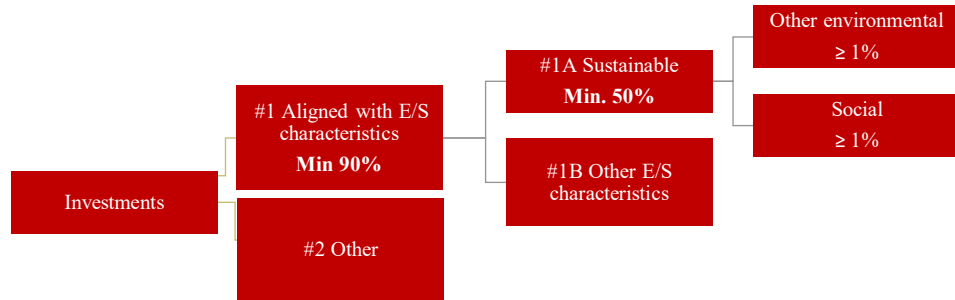 Investments
#1 Aligned with E/S
characteristics
Min 90%
#2 Other
#1A Sustainable
Min. 50%
#1B Other E/S
characteristics
Other environmental
≥ 1%
Social
≥ 1%